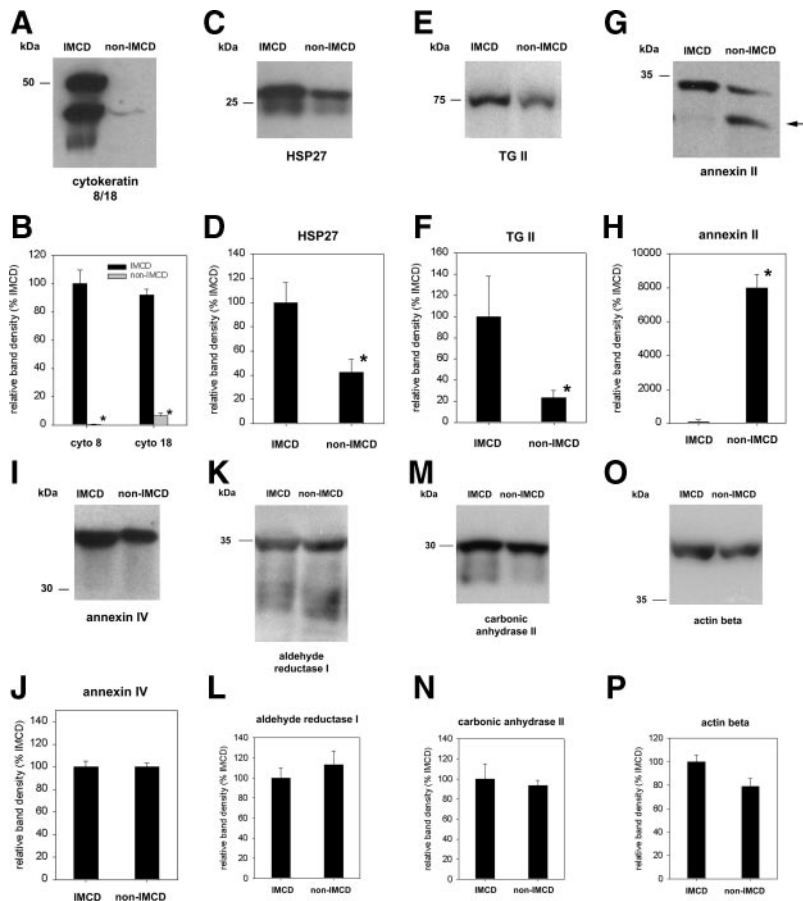 A
kDa
IMCD non-IMCD
50
cytokeratin
8/18
C
kDa
IMCD non-IMCD
25
HSP27
E
kDa
IMCD non-IMCD
75
TG II
G
kDa
IMCD non-IMCD
35
annexin II
B
relative band density (% IMCD)
120
100
80
60
40
20
0
IMCD
non-IMCD
*
*
cyto 8 cyto 18
D
HSP27
relative band density (% IMCD)
140
120
100
80
60
40
20
0
*
IMCD non-IMCD
F
TG II
relative band density (% IMCD)
160
140
120
100
80
60
40
20
0
*
IMCD non-IMCD
H
annexin II
relative band density (% IMCD)
10000
8000
6000
4000
2000
0
*
IMCD non-IMCD
I
kDa
IMCD non-IMCD
30
annexin IV
K
kDa
IMCD non-IMCD
35
aldehyde
reductase I
M
kDa
IMCD non-IMCD
30
carbonic
anhydrase II
O
kDa
IMCD non-IMCD
35
actin beta
J
annexin IV
relative band density (% IMCD)
140
120
100
80
60
40
20
0
IMCD non-IMCD
L
aldehyde reductase I
relative band density (% IMCD)
140
120
100
80
60
40
20
0
IMCD non-IMCD
N
carbonic anhydrase II
relative band density (% IMCD)
140
120
100
80
60
40
20
0
IMCD non-IMCD
P
actin beta
relative band density (% IMCD)
120
100
80
60
40
20
0
IMCD non-IMCD